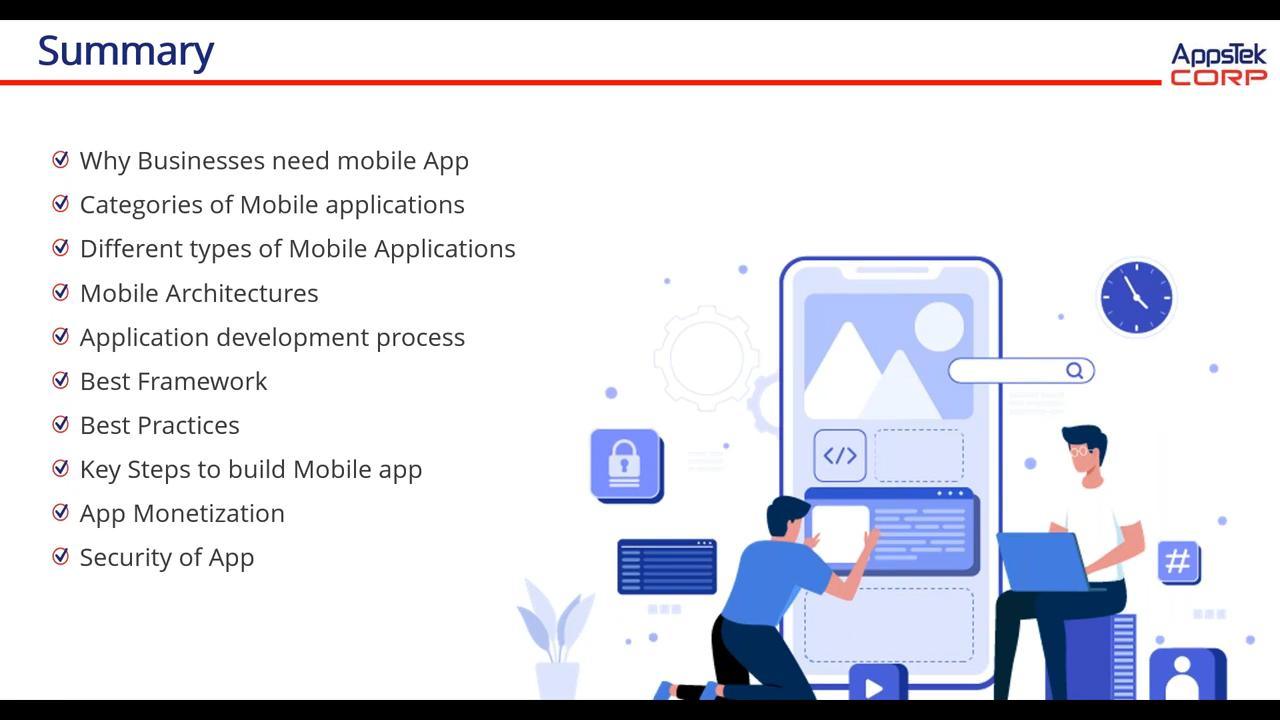 Summary
AppsTek
CORP
Why Businesses need mobile App
Categories of Mobile applications
Different types of Mobile Applications
Mobile Architectures
Application development process
Best Framework
Best Practices
Key Steps to build Mobile app
App Monetization
Security of App
</>
#